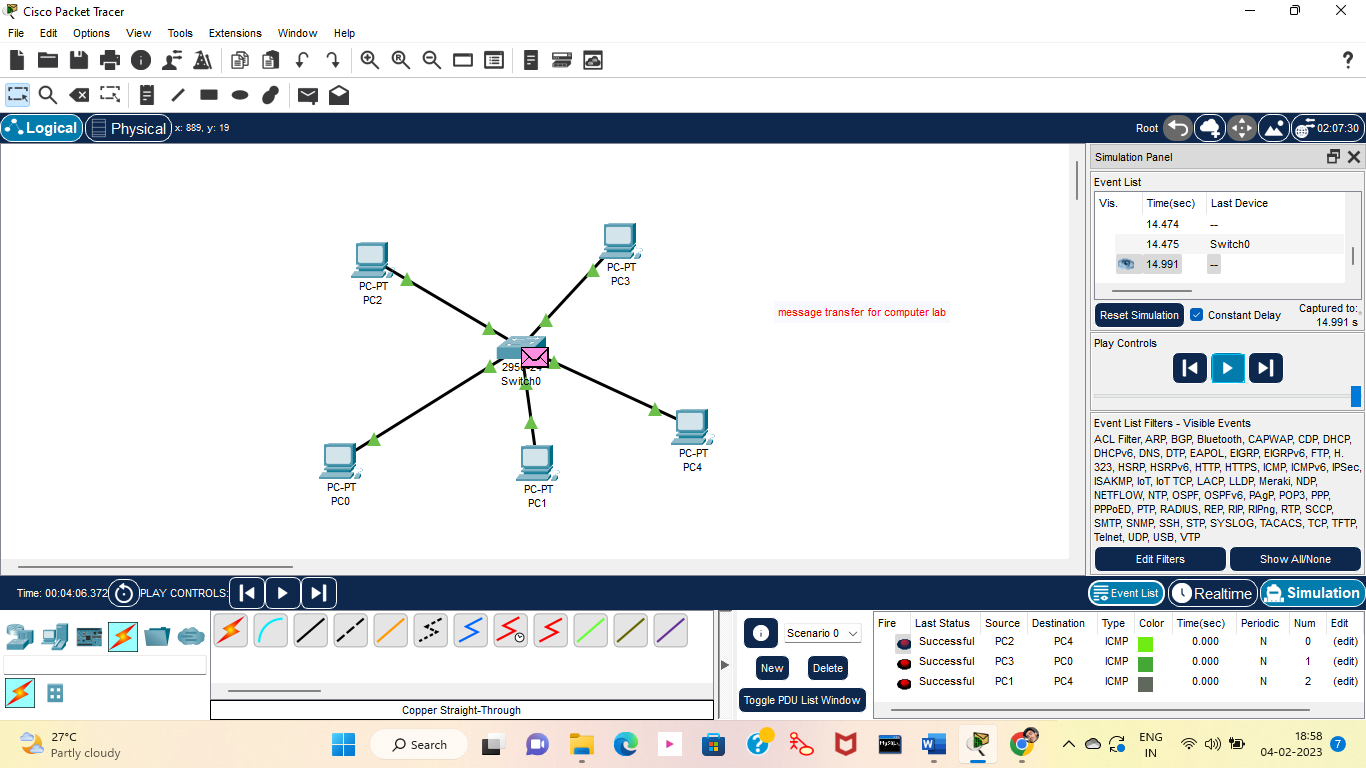 Cisco Packet Tracer
File Edit Options View Tools Extensions Window Help
Logical Physical x: 889, y: 19 Root 02:07:30
Simulation Panel
Event List
Vis. Time(sec) Last Device
14.474 --
14.475 Switch0
14.991 --
Reset Simulation Constant Delay Captured to:
14.991 s
Play Controls
PC-PT
PC2
PC-PT
PC3
message transfer for computer lab
Switch0
PC-PT
PC4
PC-PT
PC0
PC-PT
PC1
Event List Filters - Visible Events
ACL Filter, ARP, BGP, Bluetooth, CAPWAP, CDP, DHCP,
DHCPv6, DNS, DTP, EAPOL, EIGRP, EIGRPv6, FTP, H.
323, HSRP, HSRPv6, HTTP, HTTPS, ICMP, ICMPv6, IPSec,
ISAKMP, IoT, IoT TCP, LACP, LLDP, Meraki, NDP,
NETFLOW, NTP, OSPF, OSPFv6, PAgP, POP3, PPP,
PPPoED, PTP, RADIUS, REP, RIP, RIPng, RTP, SCCP,
SMTP, SNMP, SSH, STP, SYSLOG, TACACS, TCP, TFTP,
Telnet, UDP, USB, VTP
Edit Filters Show All/None
Time: 00:04:06.372 PLAY CONTROLS: Event List Realtime Simulation
Copper Straight-Through
Scenario 0
New Delete
Toggle PDU List Window
Fire Last Status Source Destination Type Color Time(sec) Periodic Num Edit
Successful PC2 PC4 ICMP 0.000 N 0 (edit)
Successful PC3 PC0 ICMP 0.000 N 1 (edit)
Successful PC1 PC4 ICMP 0.000 N 2 (edit)
27°C
Partly cloudy
Search
ENG
IN
18:58
04-02-2023
7